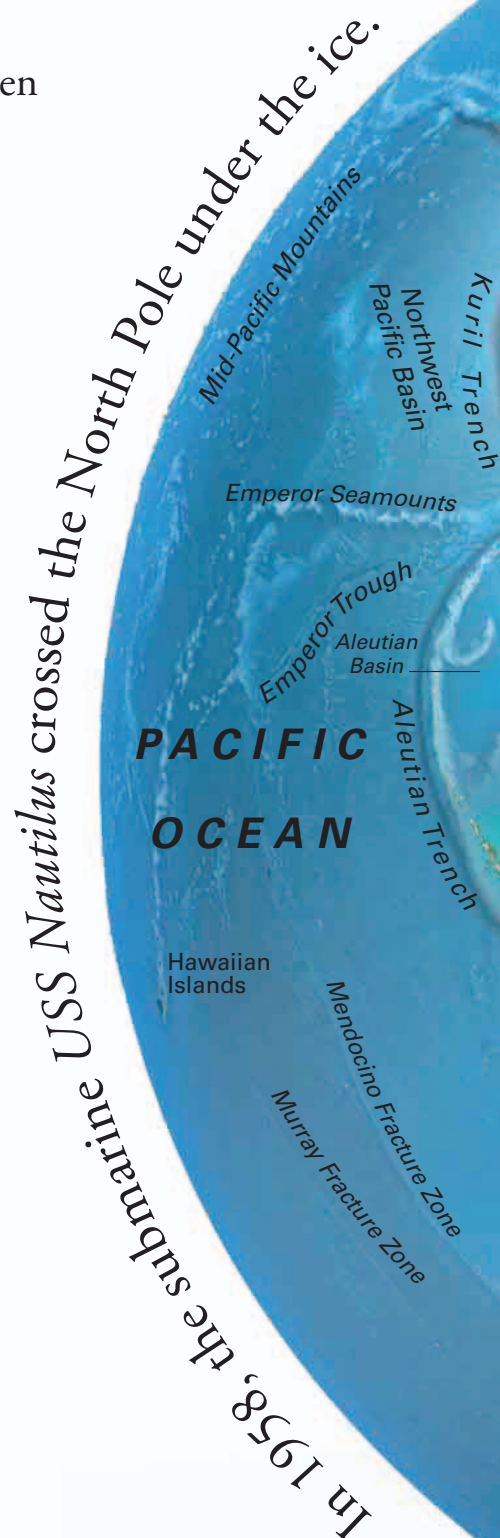 en
In 1958, the submarine USS Nautilus crossed the North Pole under the ice.
Mid-Pacific Mountains
Northwest
Pacific Basin
Kuril Trench
Emperor Seamounts
Emperor Trough
Aleutian
Basin
Aleutian Trench
PACIFIC
OCEAN
Hawaiian
Islands
Mendocino Fracture Zone
Murray Fracture Zone